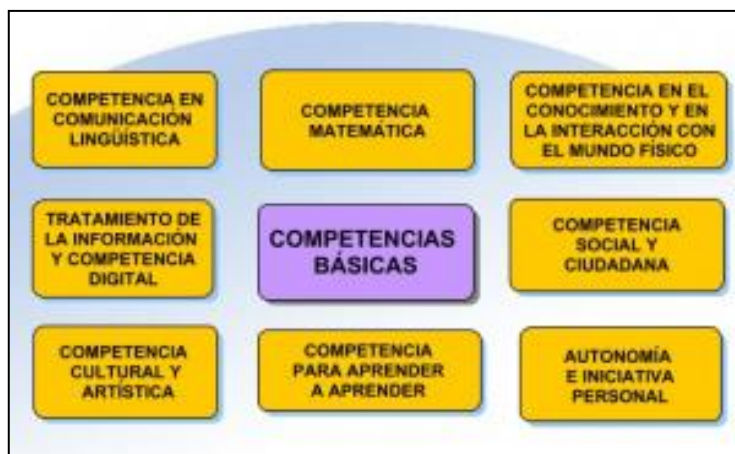 COMPETENCIA EN
COMUNICACIÓN
LINGÜÍSTICA
COMPETENCIA
MATEMÁTICA
COMPETENCIA EN EL
CONOCIMIENTO Y EN
LA INTERACCIÓN CON
EL MUNDO FÍSICO
TRATAMIENTO DE
LA INFORMACIÓN
Y COMPETENCIA
DIGITAL
COMPETENCIAS
BÁSICAS
COMPETENCIA
SOCIAL Y
CIUDADANA
COMPETENCIA
CULTURAL Y
ARTÍSTICA
COMPETENCIA
PARA APRENDER
A APRENDER
AUTONOMÍA
E INICIATIVA
PERSONAL